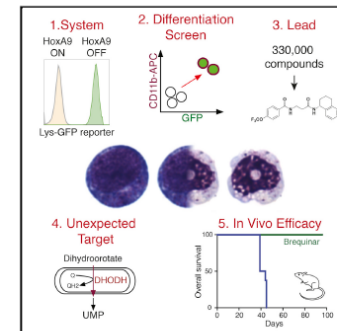 1.System
HoxA9 ON
HoxA9 OFF
Lys-GFP reporter
2. Differentiation
Screen
CD11b-APC
GFP
3. Lead
330,000
compounds
F₃CO
O
N
H
O
N
H
4. Unexpected
Target
Dihydroorotate
Q
QH2
DHODH
UMP
5. In Vivo Efficacy
Overall survival
100
50
0
Brequinar
0 20 40 60 80 100
Days